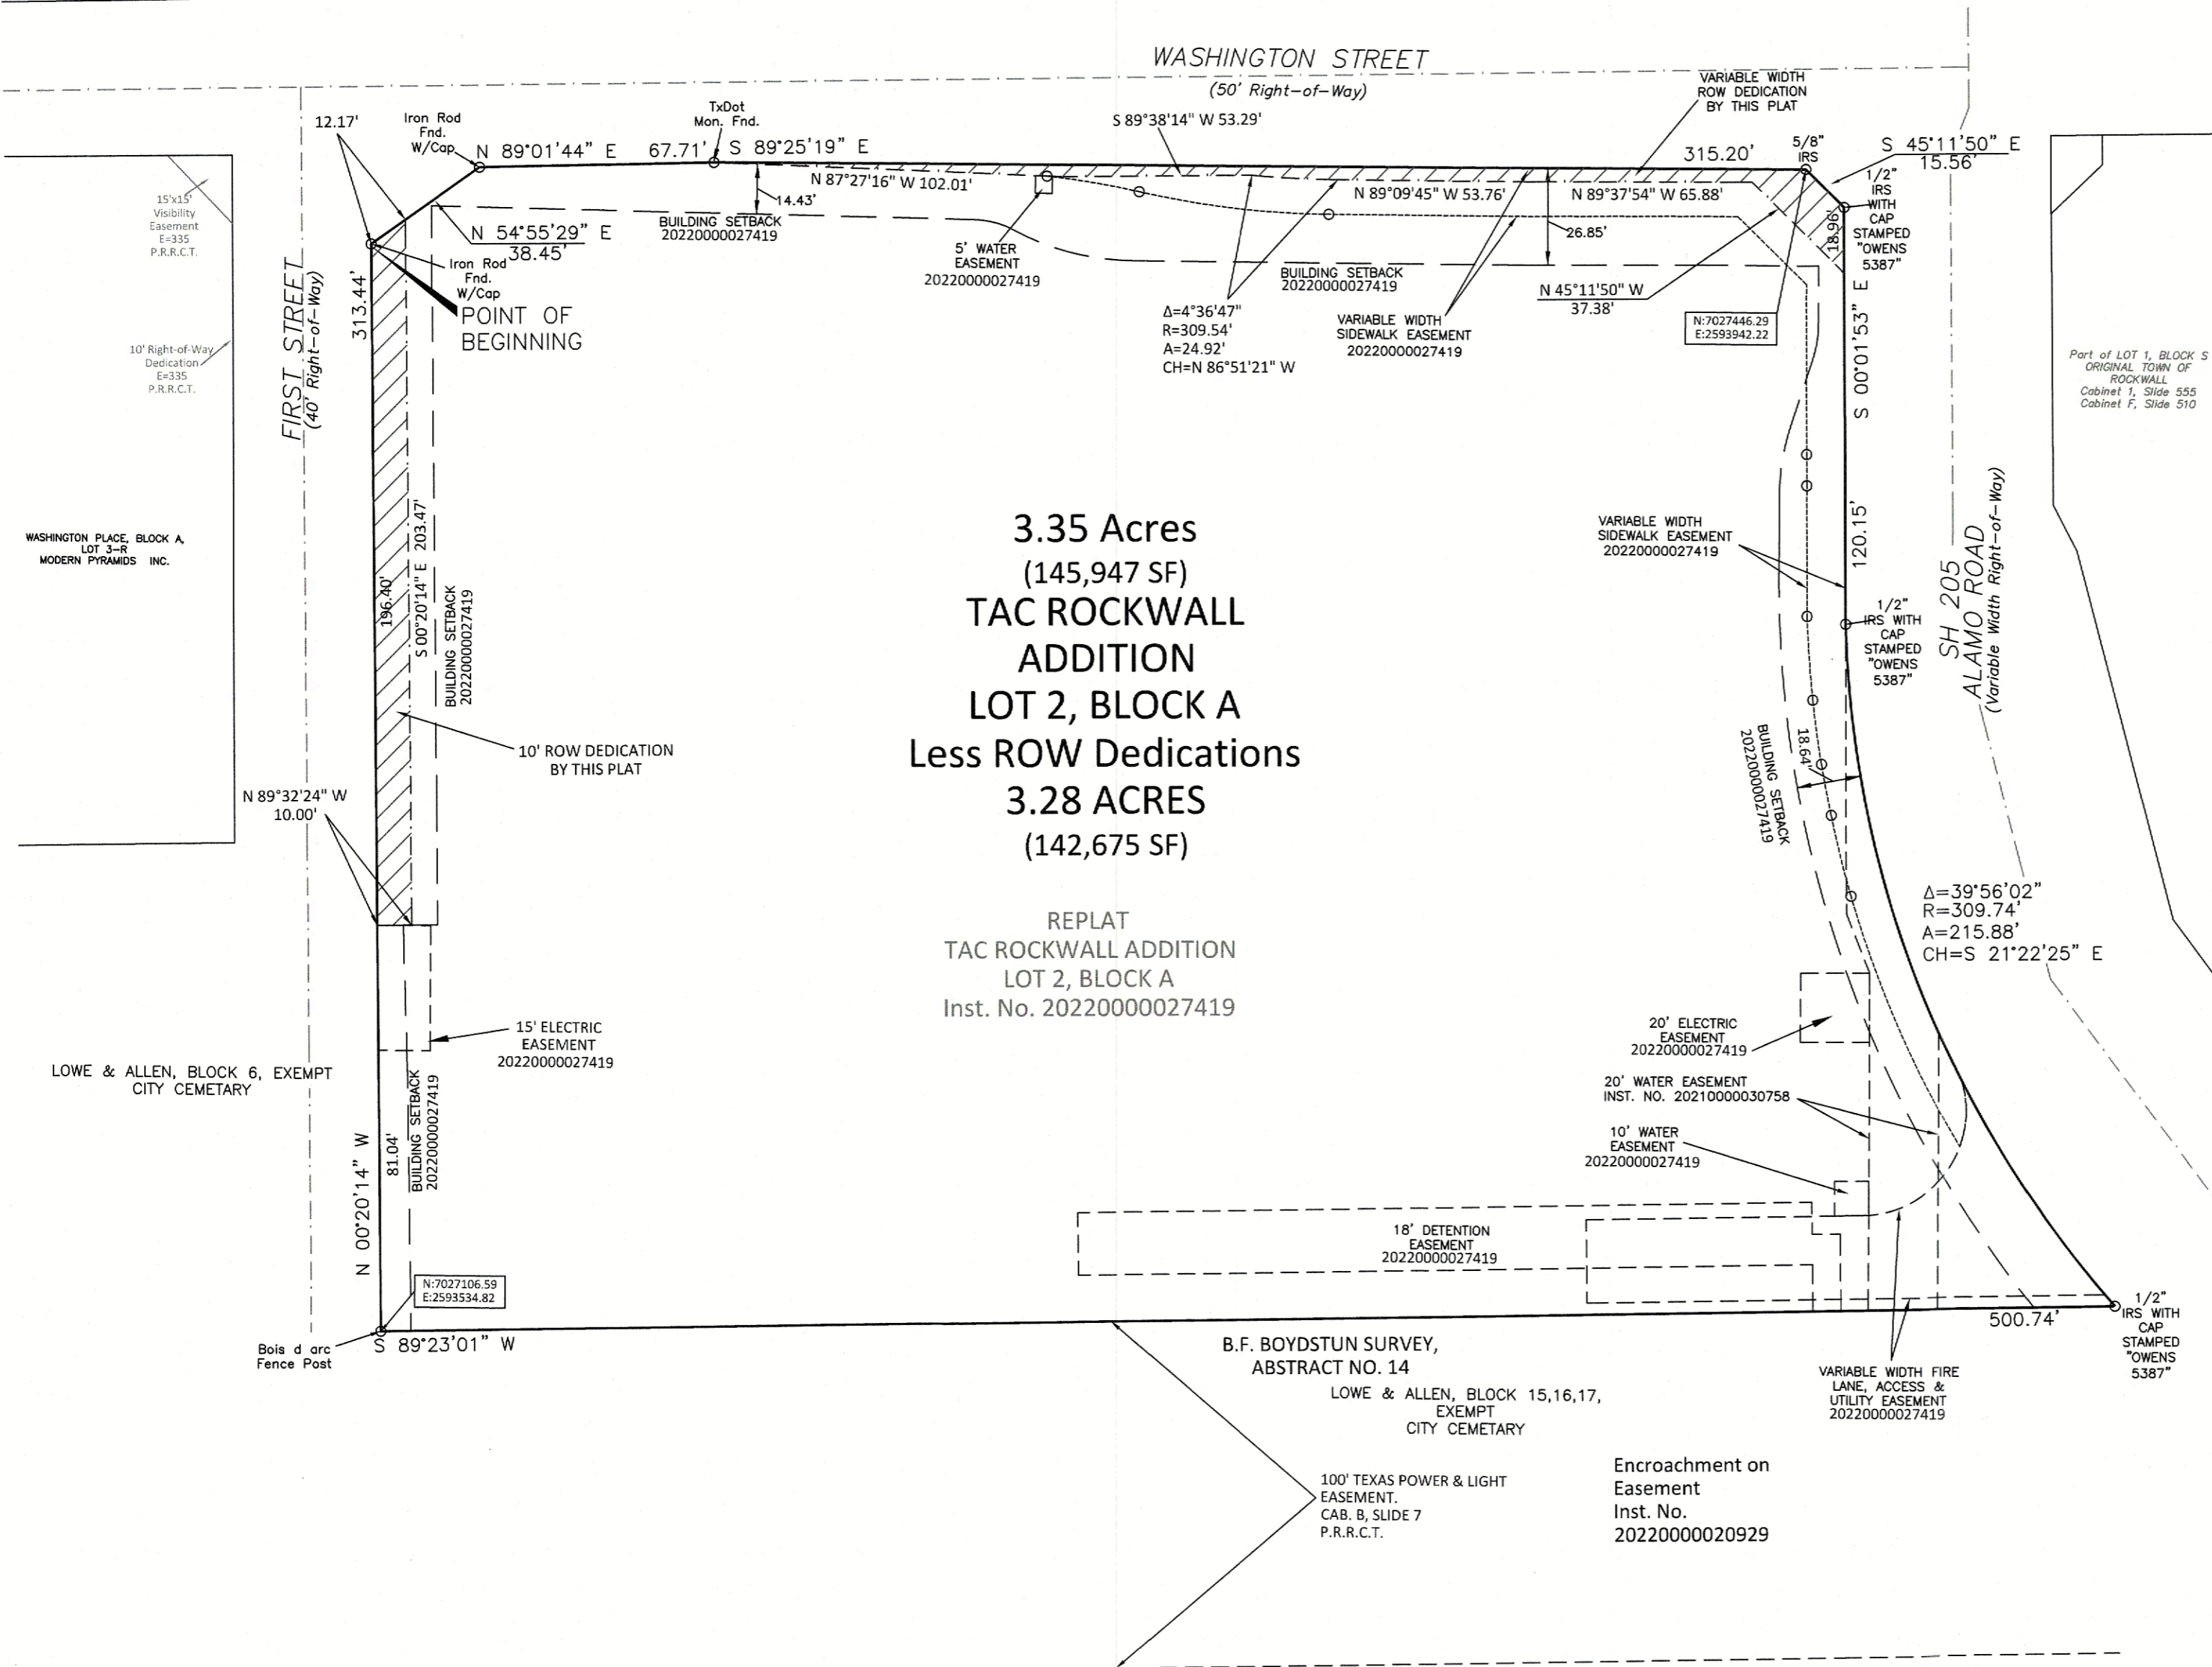 WASHINGTON STREET
(50' Right-of-Way)
VARIABLE WIDTH
ROW DEDICATION
BY THIS PLAT
12.17'
Iron Rod
Fnd.
W/Cap
TxDot
Mon. Fnd.
S 89°38'14" W 53.29'
N 89°01'44" E
67.71'
S 89°25'19" E
315.20'
5/8"
IRS
S 45°11'50" E
15.56'
1/2"
IRS
WITH
CAP
STAMPED
"OWENS
5387"
18.96'
N 87°27'16" W 102.01'
14.43'
N 89°09'45" W 53.76'
N 89°37'54" W 65.88'
BUILDING SETBACK
20220000027419
26.85'
15'x15'
Visibility
Easement
E=335
P.R.R.C.T.
N 54°55'29" E
38.45'
Iron Rod
Fnd.
W/Cap
POINT OF
BEGINNING
5' WATER
EASEMENT
20220000027419
BUILDING SETBACK
20220000027419
N 45°11'50" W
37.38'
Δ=4°36'47"
R=309.54'
A=24.92'
CH=N 86°51'21" W
VARIABLE WIDTH
SIDEWALK EASEMENT
20220000027419
N:7027446.29
E:2593942.22
S 00°01'53" E
120.15'
313.44'
FIRST STREET
(40' Right-of-Way)
10' Right-of-Way
Dedication
E=335
P.R.R.C.T.
Part of LOT 1, BLOCK S
ORIGINAL TOWN OF
ROCKWALL
Cabinet 1, Slide 555
Cabinet F, Slide 510
WASHINGTON PLACE, BLOCK A,
LOT 3-R
MODERN PYRAMIDS INC.
196.40'
S 00°20'14" E 203.47'
BUILDING SETBACK
20220000027419
3.35 Acres
(145,947 SF)
TAC ROCKWALL
ADDITION
LOT 2, BLOCK A
Less ROW Dedications
3.28 ACRES
(142,675 SF)
VARIABLE WIDTH
SIDEWALK EASEMENT
20220000027419
1/2"
IRS WITH
CAP
STAMPED
"OWENS
5387"
SH 205
ALAMO ROAD
(Variable Width Right-of-Way)
10' ROW DEDICATION
BY THIS PLAT
N 89°32'24" W
10.00'
BUILDING SETBACK
20220000027419
18.64'
Δ=39°56'02"
R=309.74'
A=215.88'
CH=S 21°22'25" E
REPLAT
TAC ROCKWALL ADDITION
LOT 2, BLOCK A
Inst. No. 20220000027419
15' ELECTRIC
EASEMENT
20220000027419
LOWE & ALLEN, BLOCK 6, EXEMPT
CITY CEMETARY
20' ELECTRIC
EASEMENT
20220000027419
20' WATER EASEMENT
INST. NO. 20210000030758
10' WATER
EASEMENT
20220000027419
N 00°20'14" W
81.04'
BUILDING SETBACK
20220000027419
18' DETENTION
EASEMENT
20220000027419
N:7027106.59
E:2593534.82
Bois d arc
Fence Post
S 89°23'01" W
500.74'
1/2"
IRS WITH
CAP
STAMPED
"OWENS
5387"
B.F. BOYDSTUN SURVEY,
ABSTRACT NO. 14
LOWE & ALLEN, BLOCK 15,16,17,
EXEMPT
CITY CEMETARY
VARIABLE WIDTH FIRE
LANE, ACCESS &
UTILITY EASEMENT
20220000027419
100' TEXAS POWER & LIGHT
EASEMENT.
CAB. B, SLIDE 7
P.R.R.C.T.
Encroachment on
Easement
Inst. No.
20220000020929